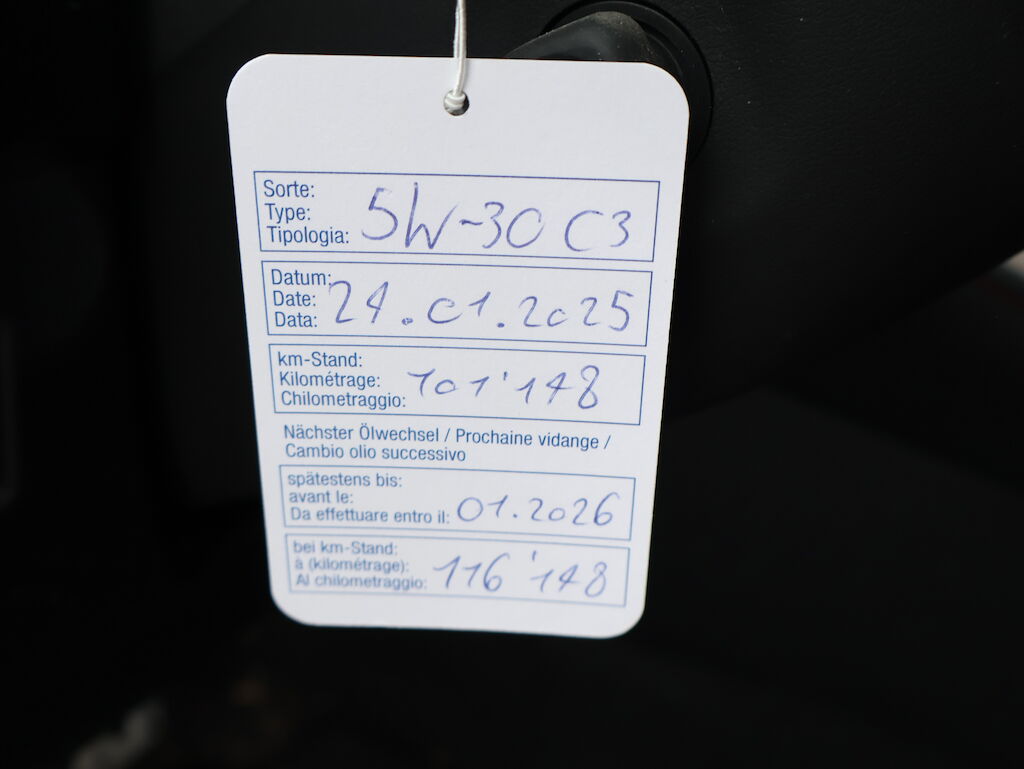 Sorte:
Type:
Tipologia: 5W-30 C3
Datum:
Date:
Data: 24.01.2025
km-Stand:
Kilométrage:
Chilometraggio: 101'148
Nächster Ölwechsel / Prochaine vidange /
Cambio olio successivo
spätestens bis:
avant le:
Da effettuare entro il: 01.2026
bei km-Stand:
à (kilométrage):
Al chilometraggio: 116'148